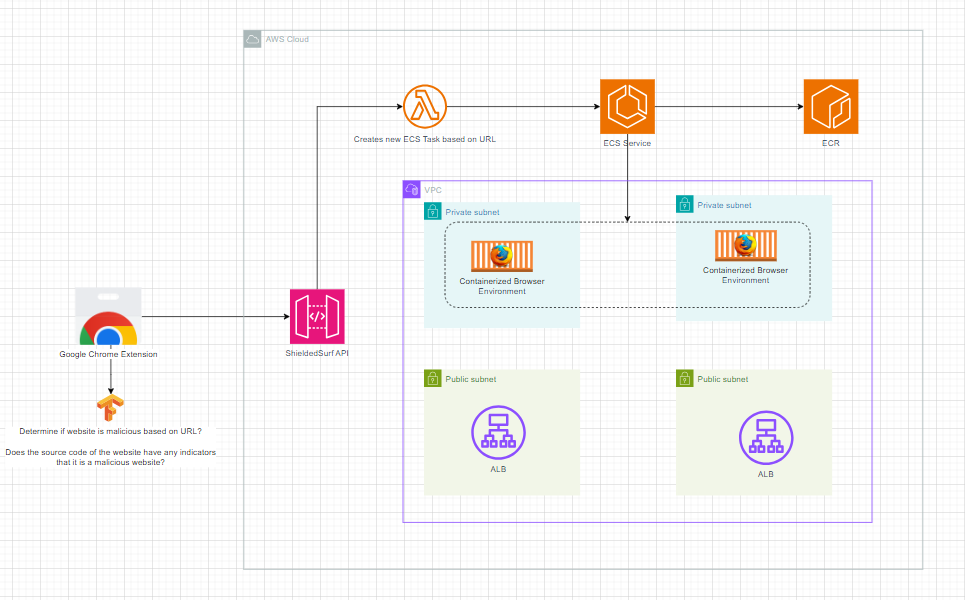 AWS Cloud
Creates new ECS Task based on URL
ECS Service
ECR
VPC
Private subnet
Private subnet
Containerized Browser
Environment
Containerized Browser
Environment
Google Chrome Extension
ShieldedSurf API
Determine if website is malicious based on URL?
Does the source code of the website have any indicators
that it is a malicious website?
Public subnet
Public subnet
ALB
ALB